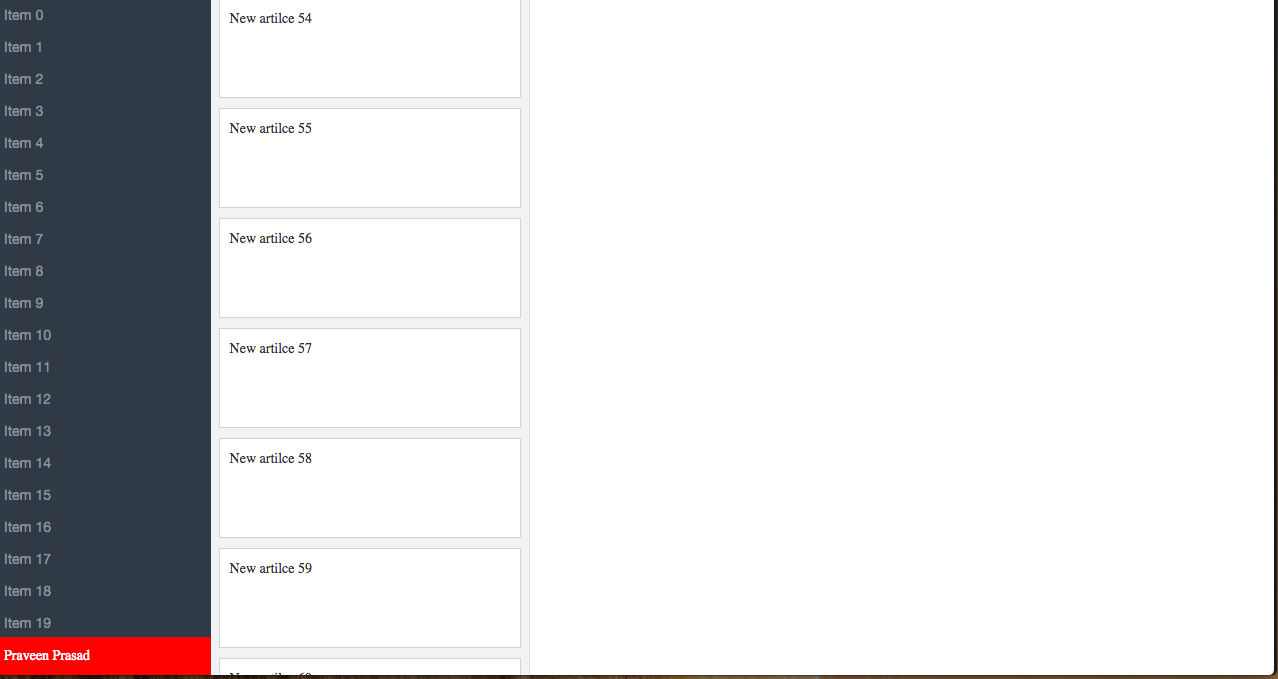 Item 0
Item 1
Item 2
Item 3
Item 4
Item 5
Item 6
Item 7
Item 8
Item 9
Item 10
Item 11
Item 12
Item 13
Item 14
Item 15
Item 16
Item 17
Item 18
Item 19
Praveen Prasad
New artilce 54
New artilce 55
New artilce 56
New artilce 57
New artilce 58
New artilce 59
New artilce 60